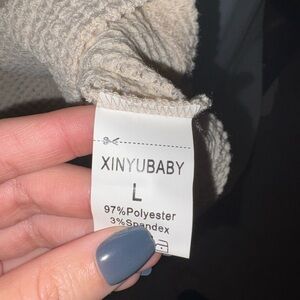 XINYUBABY
L
97%Polyester
3%Spandex